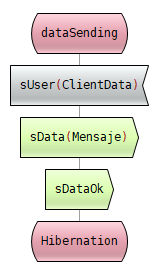 dataSending
sUser(ClientData)
sData(Mensaje)
sDataOk
Hibernation